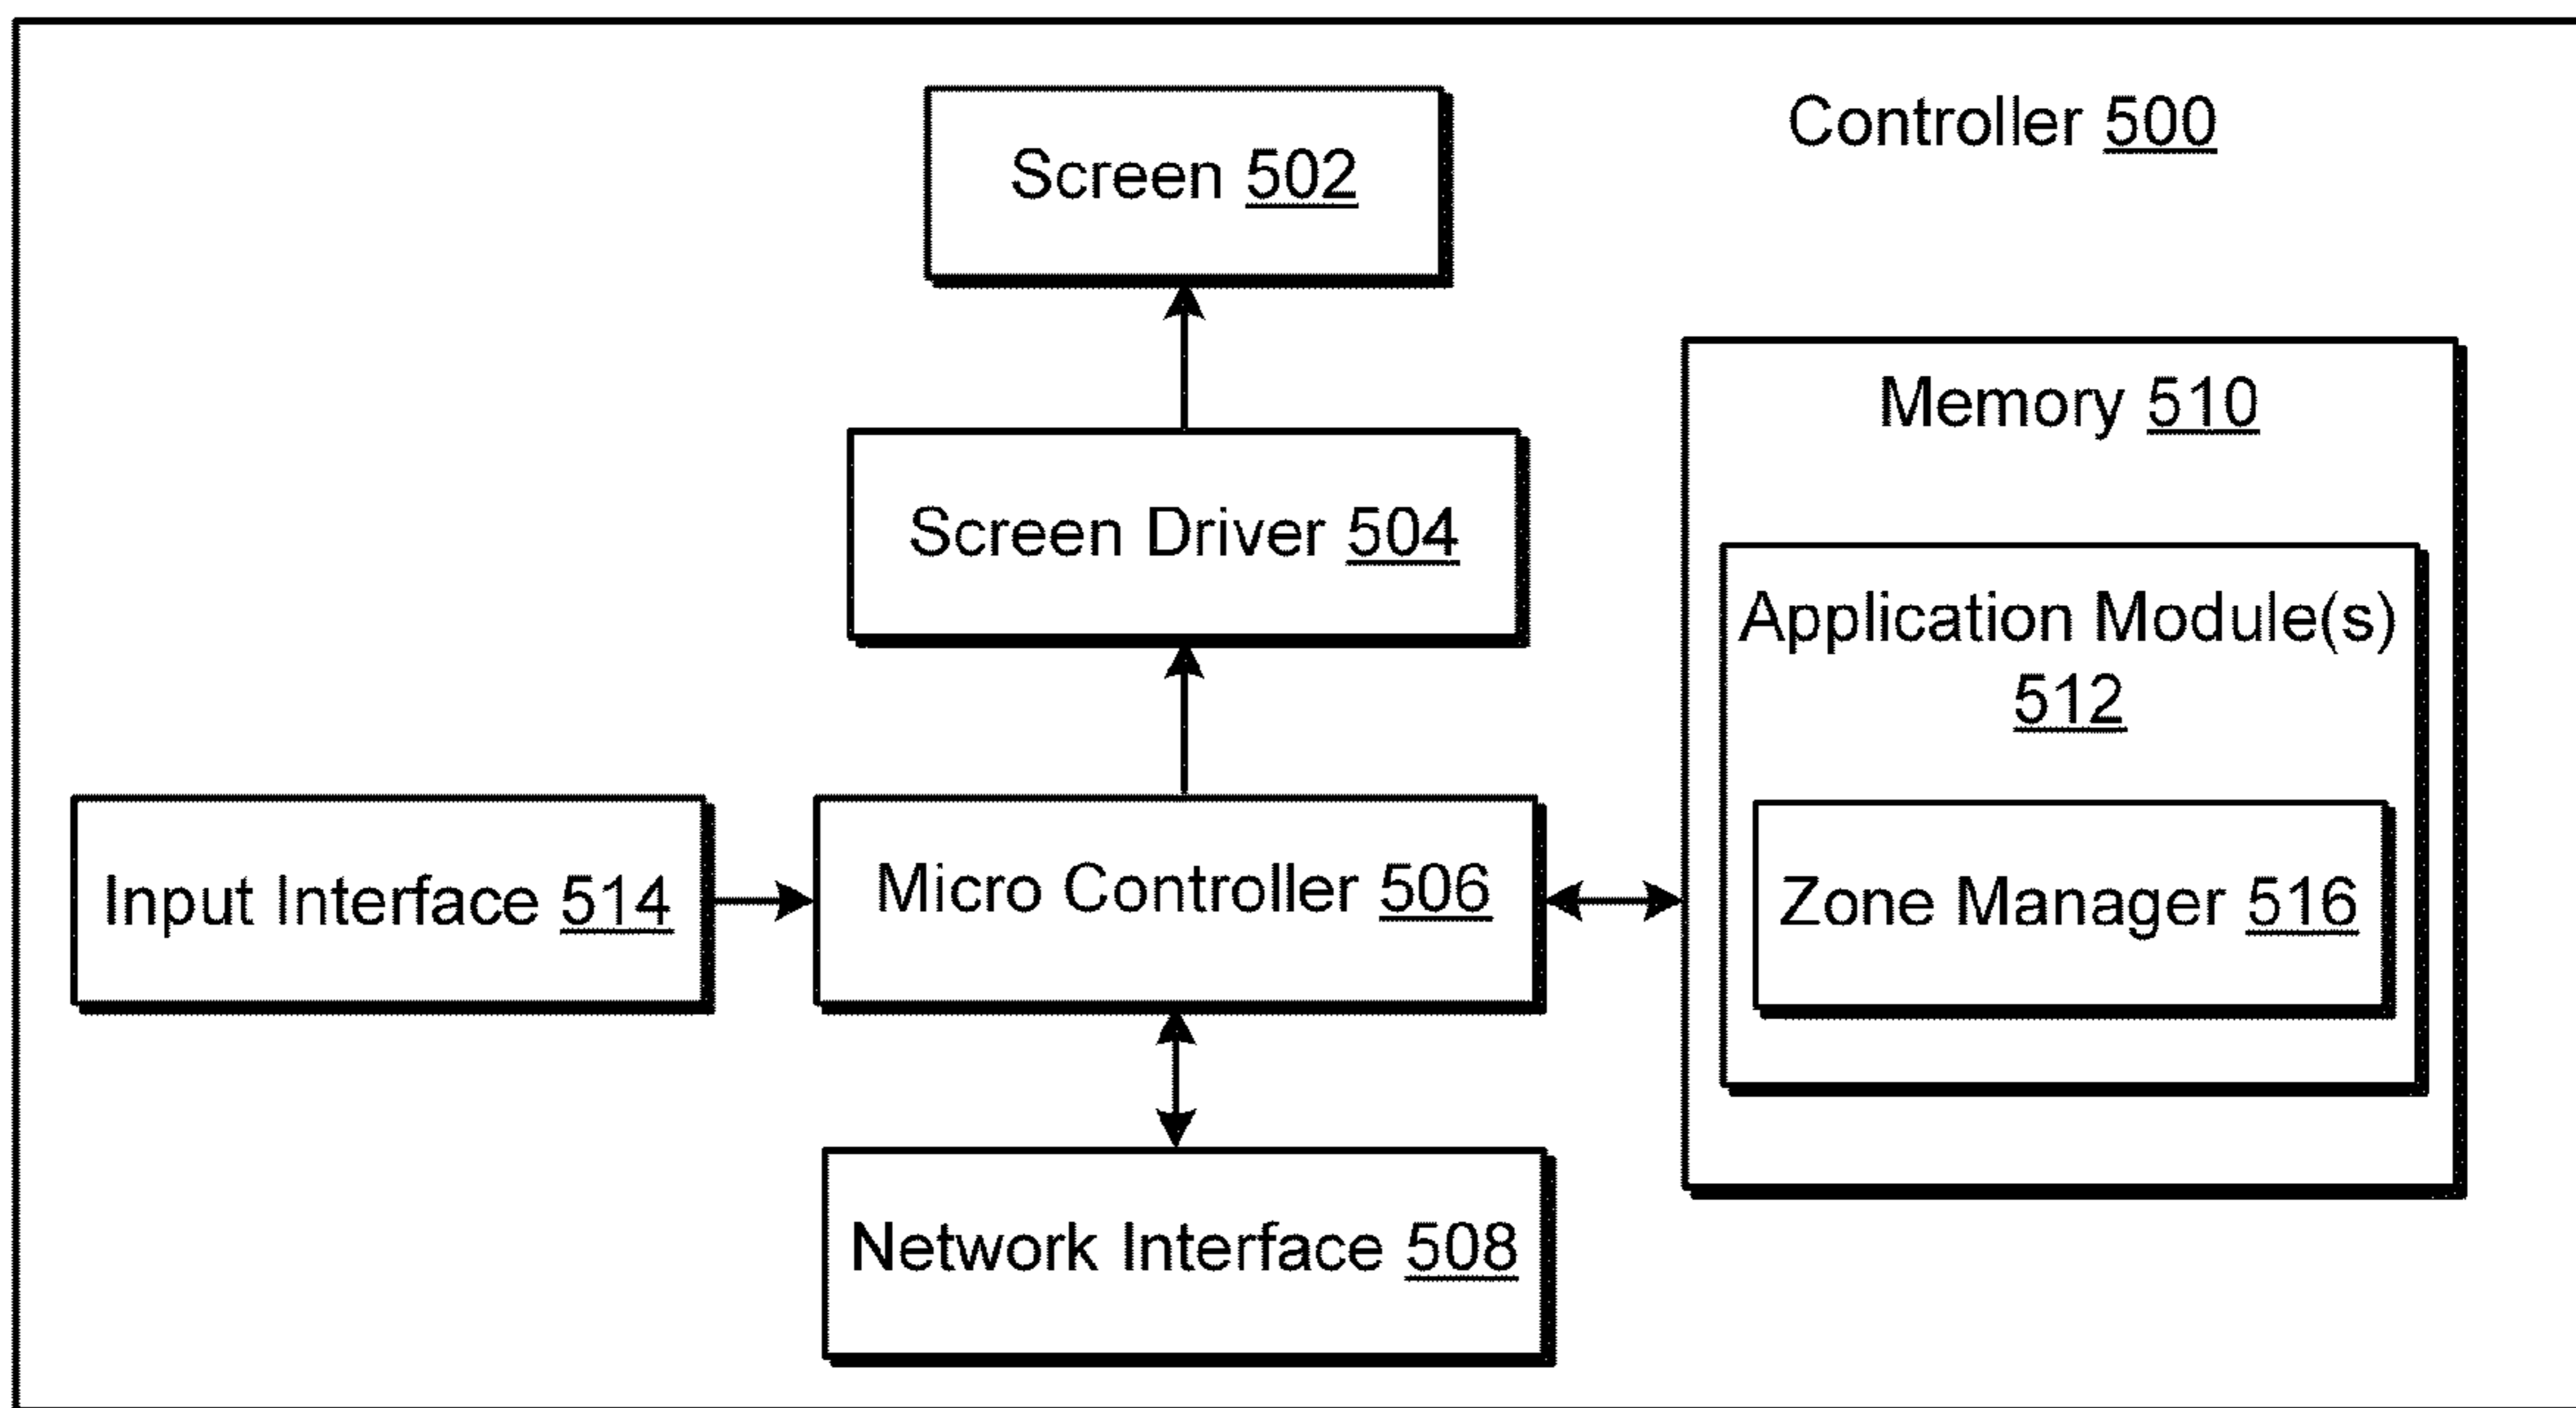 Controller 500
Screen 502
Memory 510
Screen Driver 504
Application Module(s)
512
Input Interface 514
Micro Controller 506
Zone Manager 516
Network Interface 508